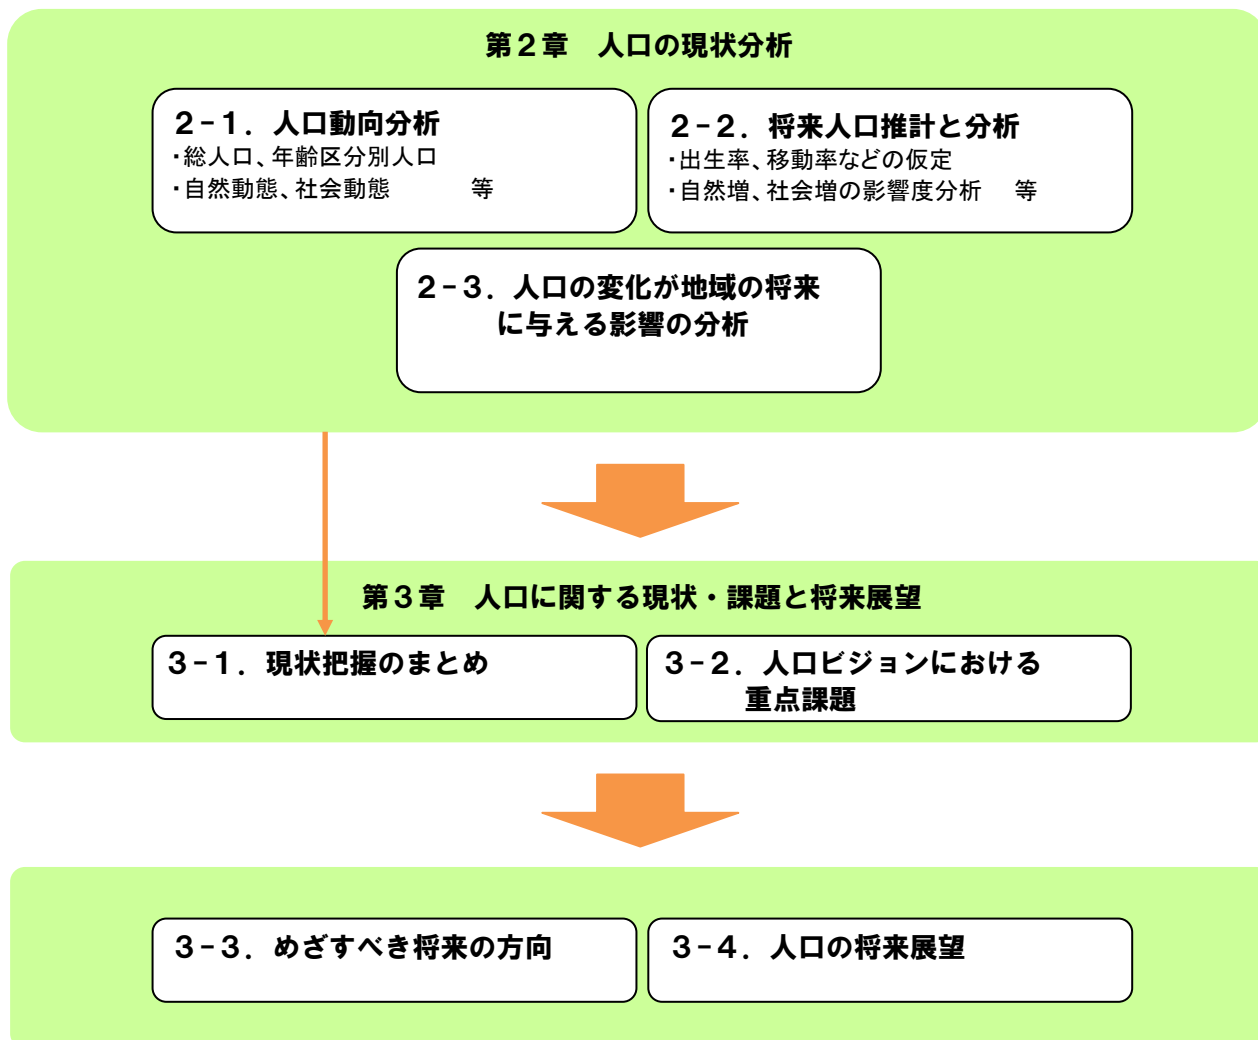 第２章　人口の現状分析
２-１．人口動向分析
・総人口、年齢区分別人口
・自然動態、社会動態　　　　等
２-２．将来人口推計と分析
・出生率、移動率などの仮定
・自然増、社会増の影響度分析　等
２-３．人口の変化が地域の将来
に与える影響の分析
第３章　人口に関する現状・課題と将来展望
３-１．現状把握のまとめ
３-２．人口ビジョンにおける
重点課題
３-３．めざすべき将来の方向
３-４．人口の将来展望